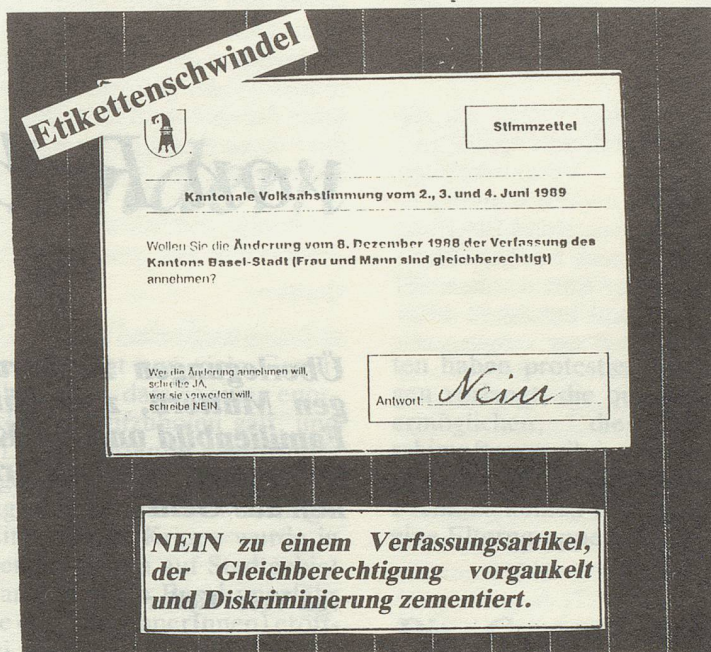 Etikettenschwindel
Stimmzettel
Kantonale Volksabstimmung vom 2., 3. und 4. Juni 1989
Wollen Sie die Änderung vom 8. Dezember 1988 der Verfassung des
Kantons Basel-Stadt (Frau und Mann sind gleichberechtigt)
annehmen?
Wer die Änderung annehmen will,
schreibe JA,
wer sie verwerfen will,
schreibe NEIN
Antwort: Nein
NEIN zu einem Verfassungsartikel,
der Gleichberechtigung vorgaukelt
und Diskriminierung zementiert.